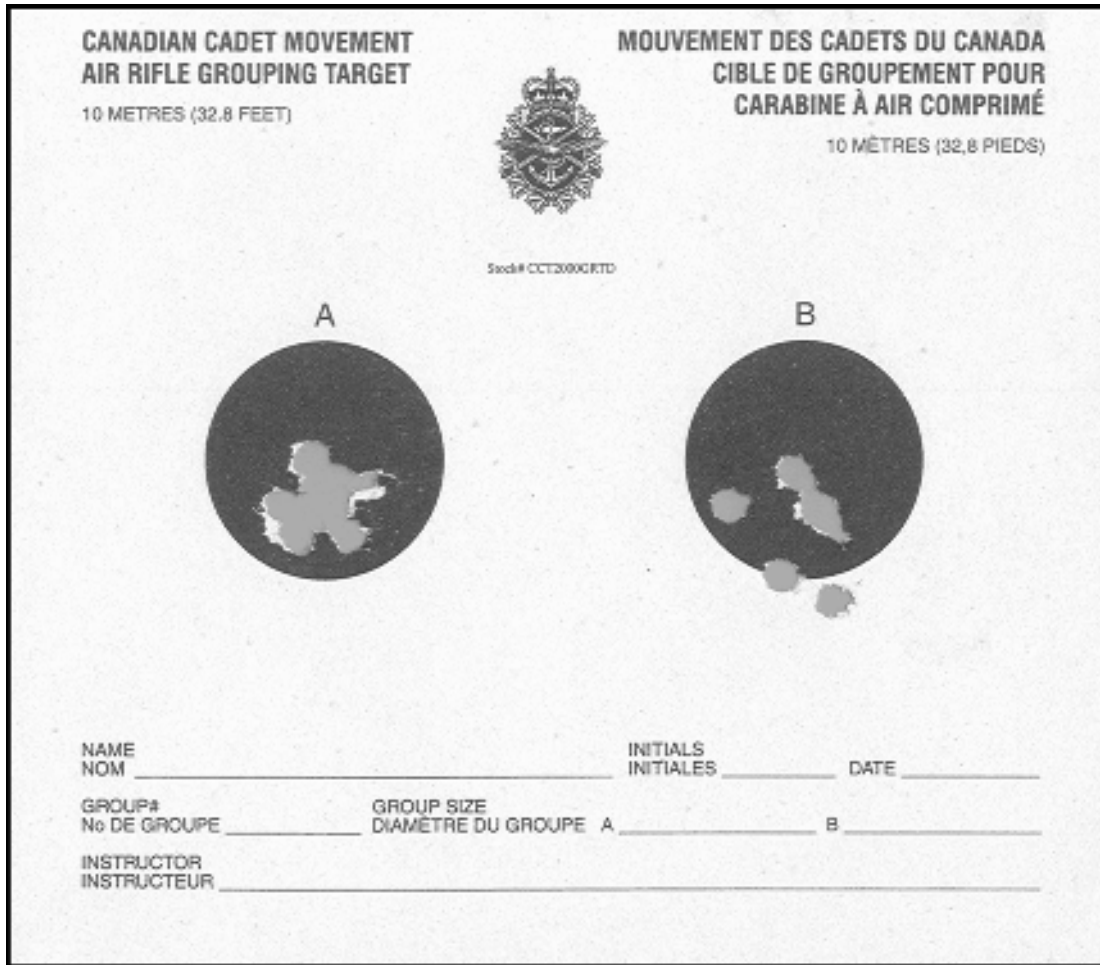 CANADIAN CADET MOVEMENT
AIR RIFLE GROUPING TARGET
10 METRES (32.8 FEET)
MOUVEMENT DES CADETS DU CANADA
CIBLE DE GROUPEMENT POUR
CARABINE À AIR COMPRIMÉ
10 MÈTRES (32,8 PIEDS)
Stock# CCT2000GRTD
A
B
NAME
NOM
INITIALS
INITIALES
DATE
GROUP#
No DE GROUPE
GROUP SIZE
DIAMÈTRE DU GROUPE A
B
INSTRUCTOR
INSTRUCTEUR